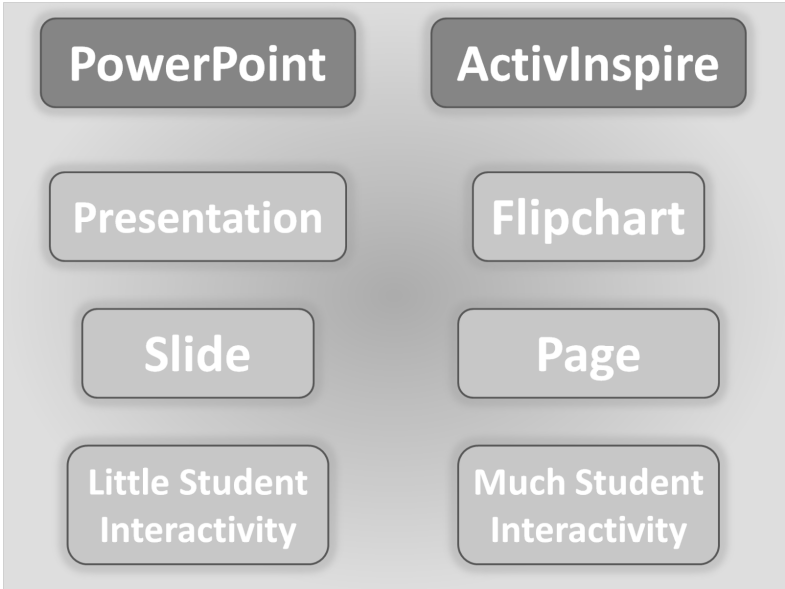 PowerPoint
ActivInspire
Presentation
Flipchart
Slide
Page
Little Student
Interactivity
Much Student
Interactivity